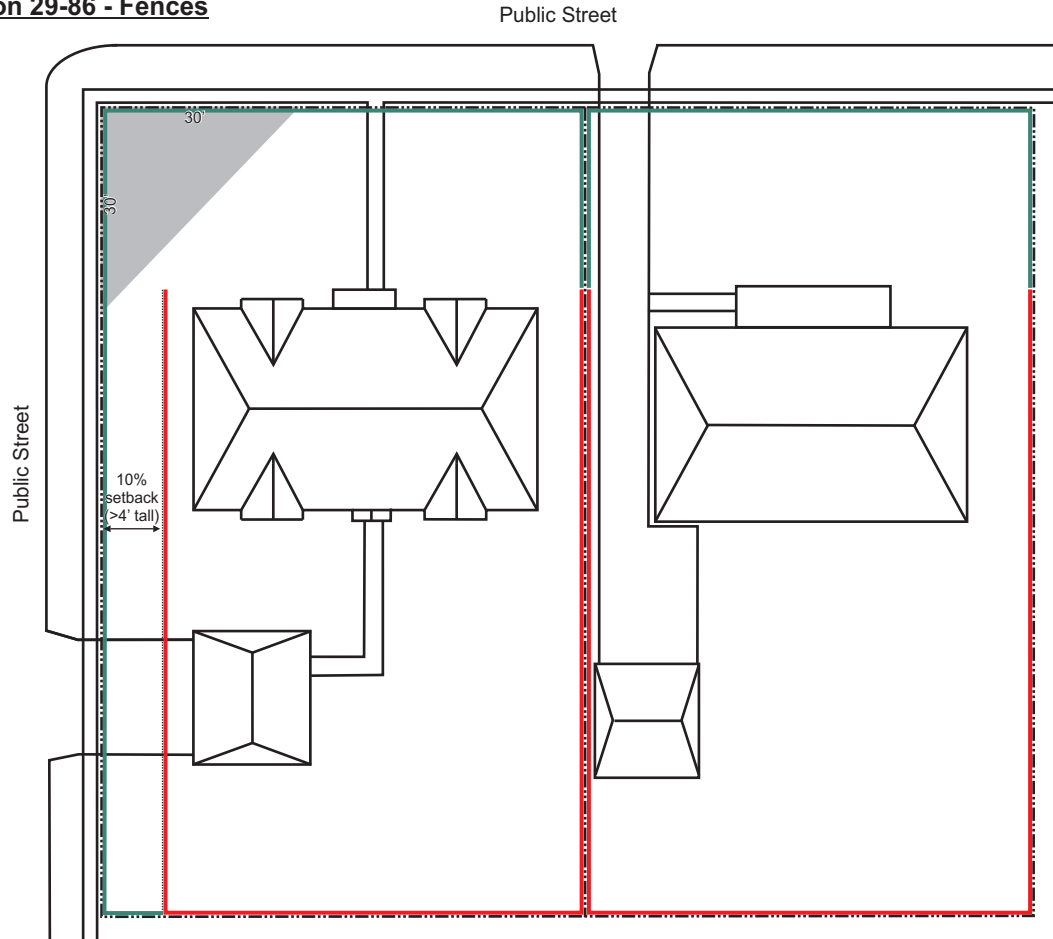 on 29-86 - Fences
Public Street
30'
30'
Public Street
10%
setback
(>4' tall)